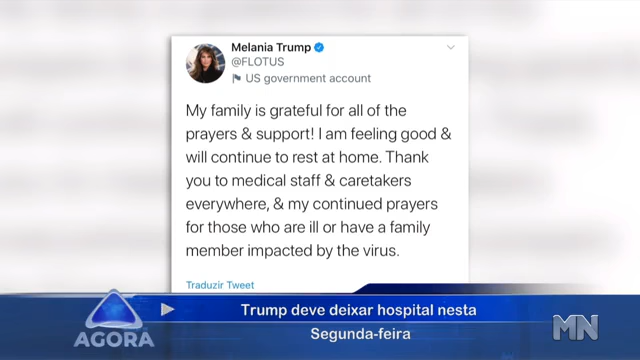 Melania Trump
@FLOTUS
US government account
My family is grateful for all of the
prayers & support! I am feeling good &
will continue to rest at home. Thank
you to medical staff & caretakers
everywhere, & my continued prayers
for those who are ill or have a family
member impacted by the virus.
Traduzir Tweet
Trump deve deixar hospital nesta
Segunda-feira
AGORA
MN